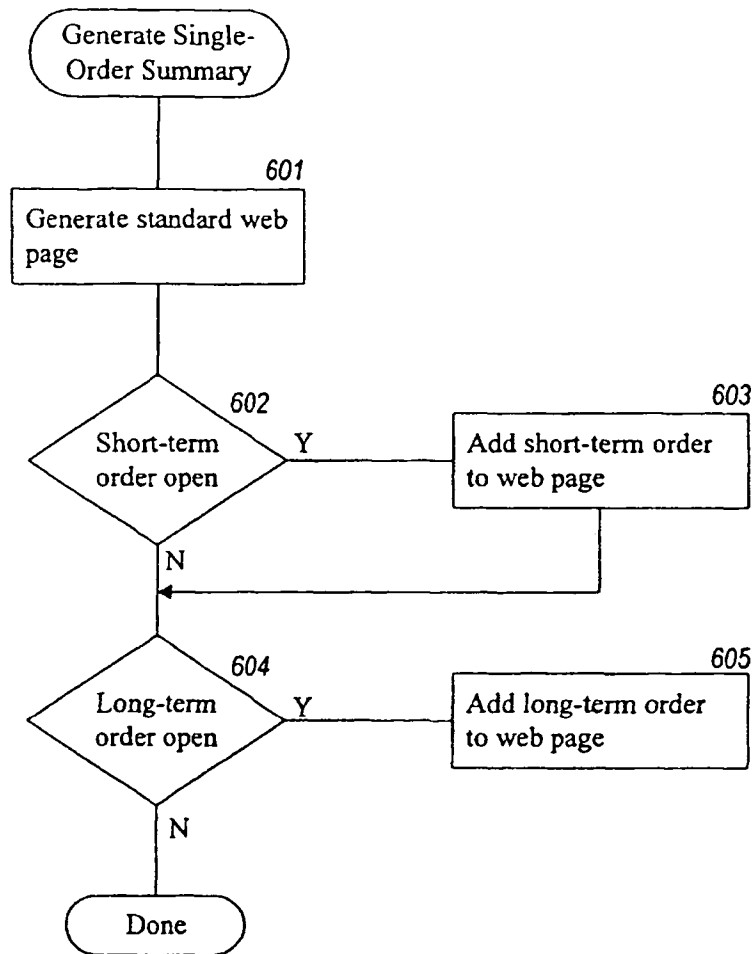 Generate Single-
Order Summary
601
Generate standard web
page
602
Short-term
order open
Y
N
603
Add short-term order
to web page
604
Long-term
order open
Y
N
605
Add long-term order
to web page
Done